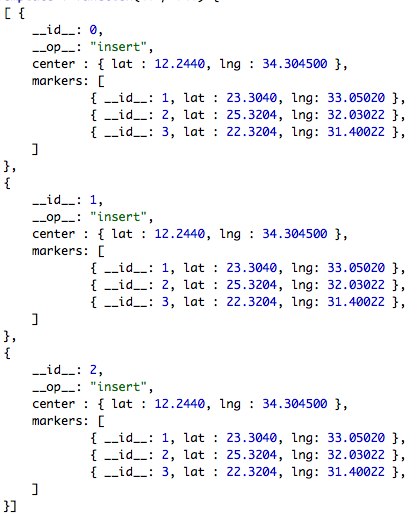 [ {
    __id__: 0,
    __op__: "insert",
    center : { lat : 12.2440, lng : 34.304500 },
    markers: [
            { __id__: 1, lat : 23.3040, lng: 33.05020 },
            { __id__: 2, lat : 25.3204, lng: 32.03022 },
            { __id__: 3, lat : 22.3204, lng: 31.40022 },
    ]
},
{
    __id__: 1,
    __op__: "insert",
    center : { lat : 12.2440, lng : 34.304500 },
    markers: [
            { __id__: 1, lat : 23.3040, lng: 33.05020 },
            { __id__: 2, lat : 25.3204, lng: 32.03022 },
            { __id__: 3, lat : 22.3204, lng: 31.40022 },
    ]
},
{
    __id__: 2,
    __op__: "insert",
    center : { lat : 12.2440, lng : 34.304500 },
    markers: [
            { __id__: 1, lat : 23.3040, lng: 33.05020 },
            { __id__: 2, lat : 25.3204, lng: 32.03022 },
            { __id__: 3, lat : 22.3204, lng: 31.40022 },
    ]
}]